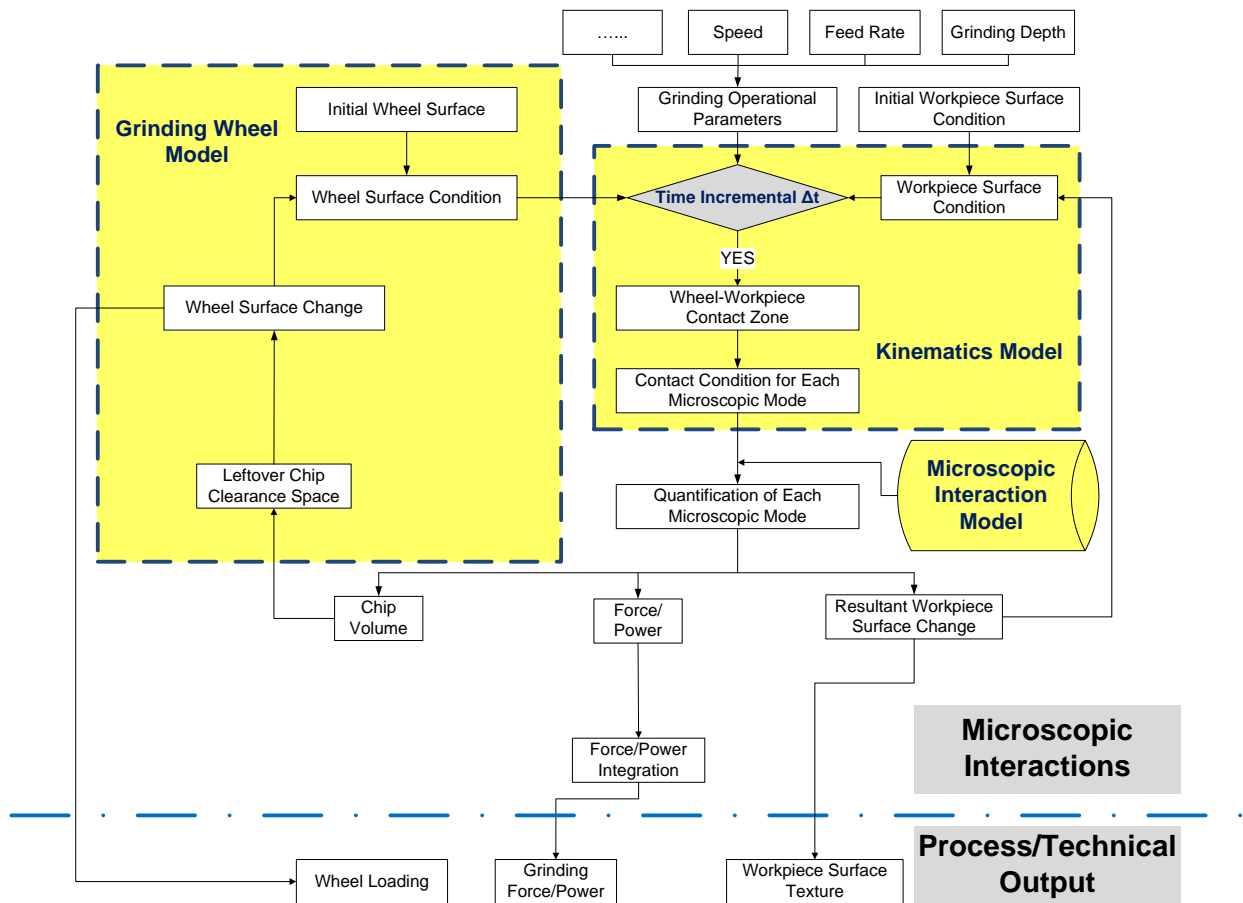 …...
Speed
Feed Rate
Grinding Depth
Grinding Operational
Parameters
Initial Workpiece Surface
Condition
Initial Wheel Surface
Grinding Wheel
Model
Wheel Surface Condition
Time Incremental Δt
Workpiece Surface
Condition
YES
Wheel Surface Change
Wheel-Workpiece
Contact Zone
Kinematics Model
Contact Condition for Each
Microscopic Mode
Leftover Chip
Clearance Space
Quantification of Each
Microscopic Mode
Microscopic
Interaction
Model
Chip
Volume
Force/
Power
Resultant Workpiece
Surface Change
Force/Power
Integration
Microscopic
Interactions
Process/Technical
Output
Wheel Loading
Grinding
Force/Power
Workpiece Surface
Texture